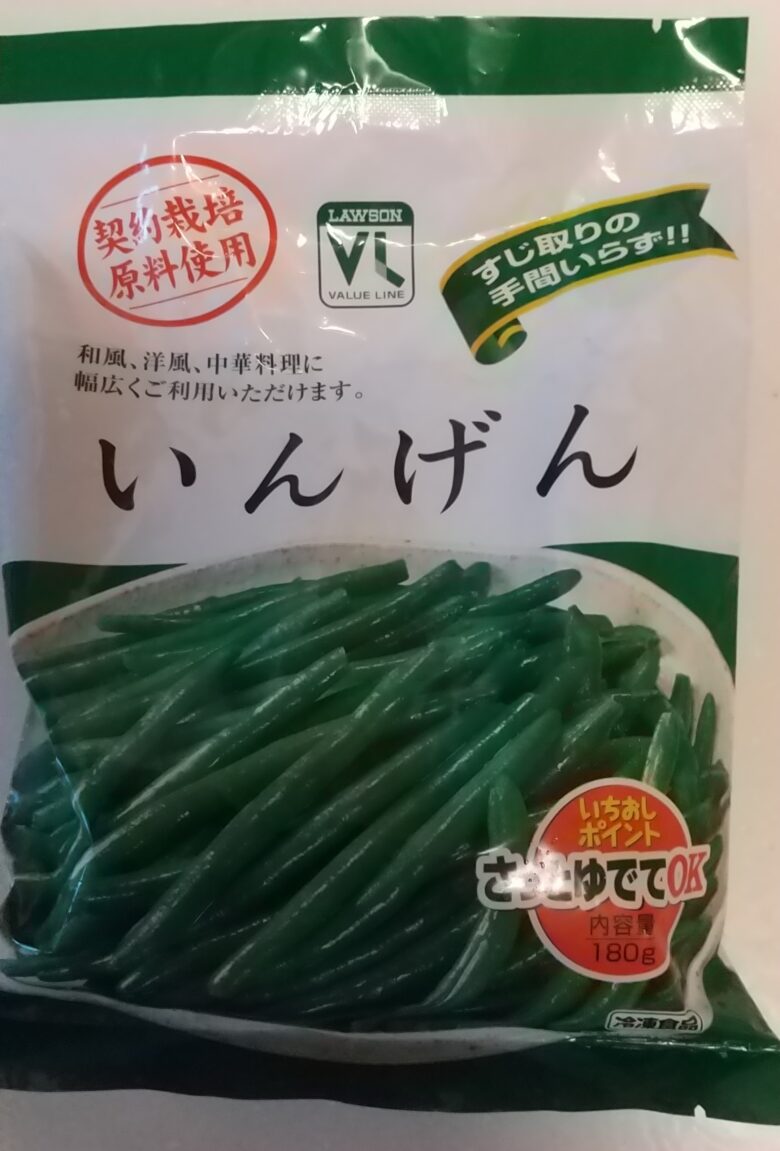 契約栽培
原料使用
LAWSON
VL
VALUE LINE
すじ取りの
手間いらず!!
和風、洋風、中華料理に
幅広くご利用いただけます。
いんげん
いちおし
ポイント
さっとゆでてOK
内容量
180g
冷凍食品